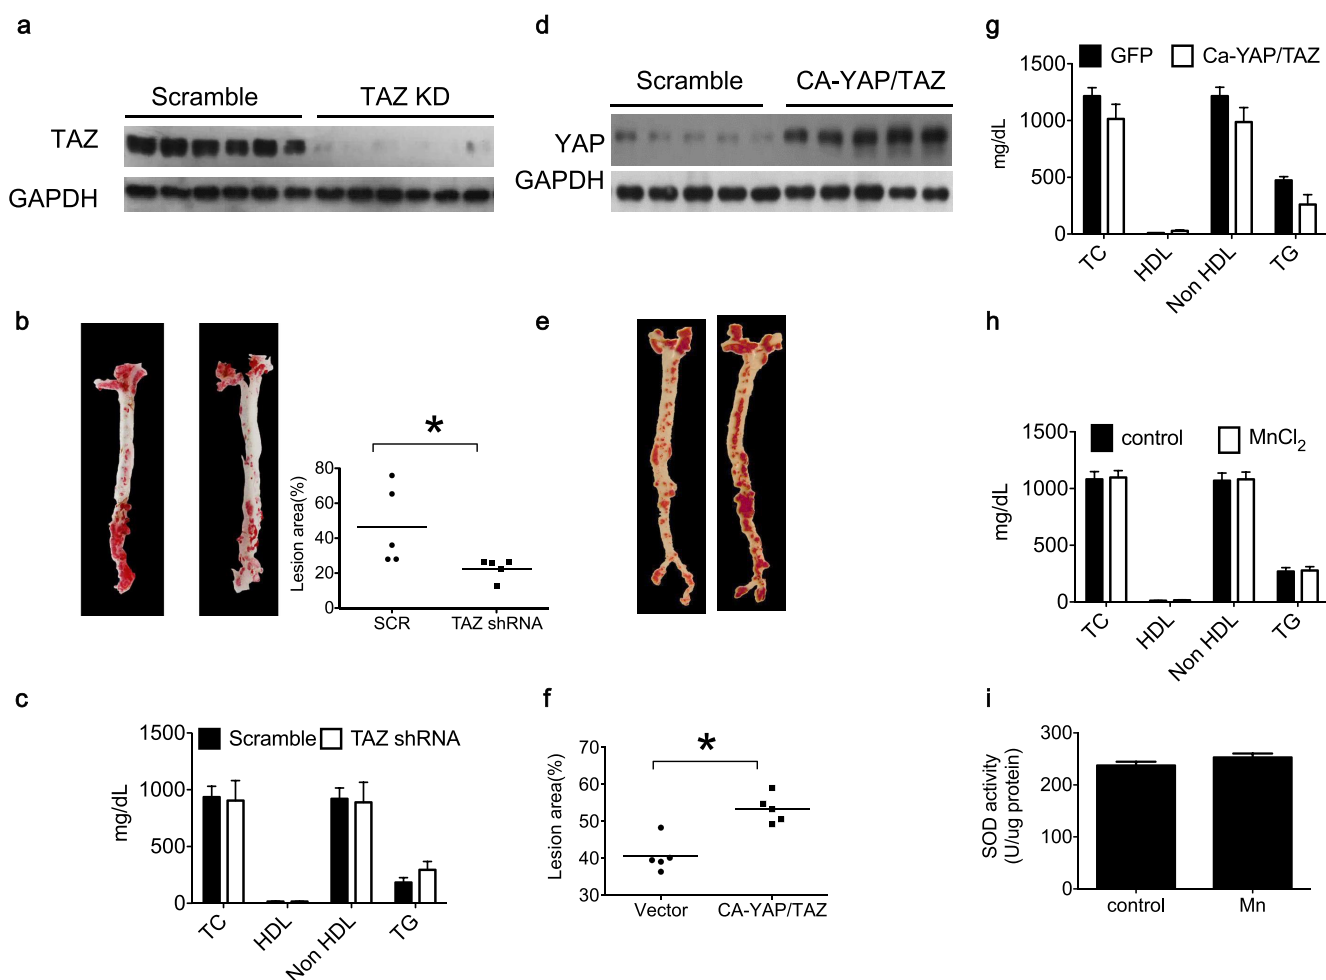 a
Scramble TAZ KD
TAZ
GAPDH
b
*
Lesion area(%)
80
60
40
20
0
SCR TAZ shRNA
c
Scramble TAZ shRNA
mg/dL
1500
1000
500
0
TC HDL Non HDL TG
d
Scramble CA-YAP/TAZ
YAP
GAPDH
e
f
*
Lesion area(%)
70
60
50
40
30
Vector CA-YAP/TAZ
g
GFP Ca-YAP/TAZ
mg/dL
1500
1000
500
0
TC HDL Non HDL TG
h
control MnCl2
mg/dL
1500
1000
500
0
TC HDL Non HDL TG
i
SOD activity
(U/ug protein)
300
200
100
0
control Mn